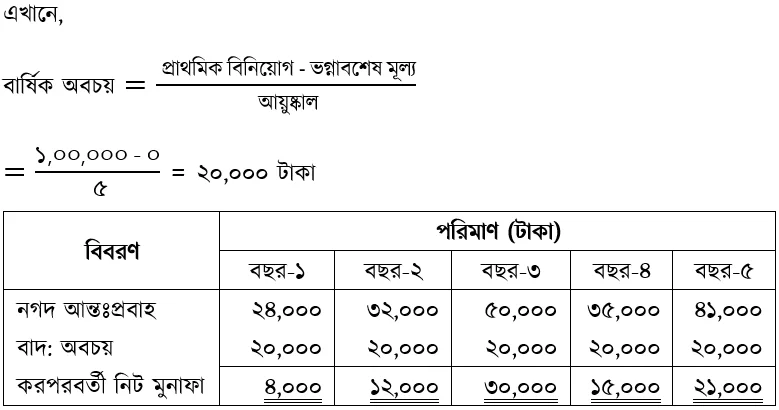 এখানে,
বার্ষিক অবচয় = প্রাথমিক বিনিয়োগ - ভগ্নাবশেষ মূল্য
আয়ুষ্কাল
= ১,০০,০০০ - ০
৫
= ২০,০০০ টাকা
বিবরণ পরিমাণ (টাকা)
বছর-১ বছর-২ বছর-৩ বছর-৪ বছর-৫
নগদ আন্তঃপ্রবাহ ২৪,০০০ ৩২,০০০ ৫০,০০০ ৩৫,০০০ ৪১,০০০
বাদ: অবচয় ২০,০০০ ২০,০০০ ২০,০০০ ২০,০০০ ২০,০০০
করপরবর্তী নিট মুনাফা ৪,০০০ ১২,০০০ ৩০,০০০ ১৫,০০০ ২১,০০০